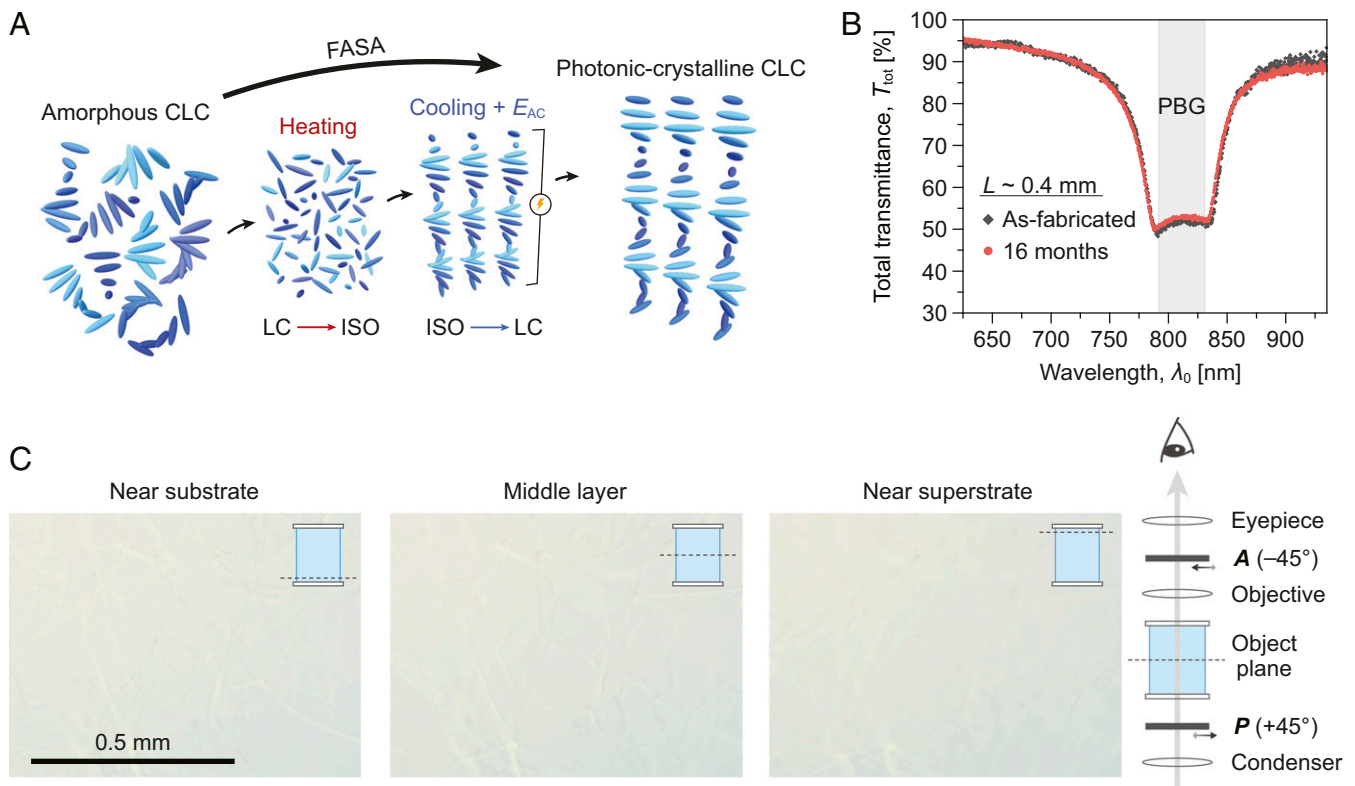 A
FASA
Amorphous CLC
Heating
Cooling + E_AC
Photonic-crystalline CLC
LC → ISO
ISO → LC
B
Total transmittance, T_tot [%]
100
90
80
70
60
50
40
30
PBG
L ~ 0.4 mm
As-fabricated
16 months
650
700
750
800
850
900
Wavelength, λ₀ [nm]
C
Near substrate
Middle layer
Near superstrate
0.5 mm
Eyepiece
A (–45°)
Objective
Object
plane
P (+45°)
Condenser